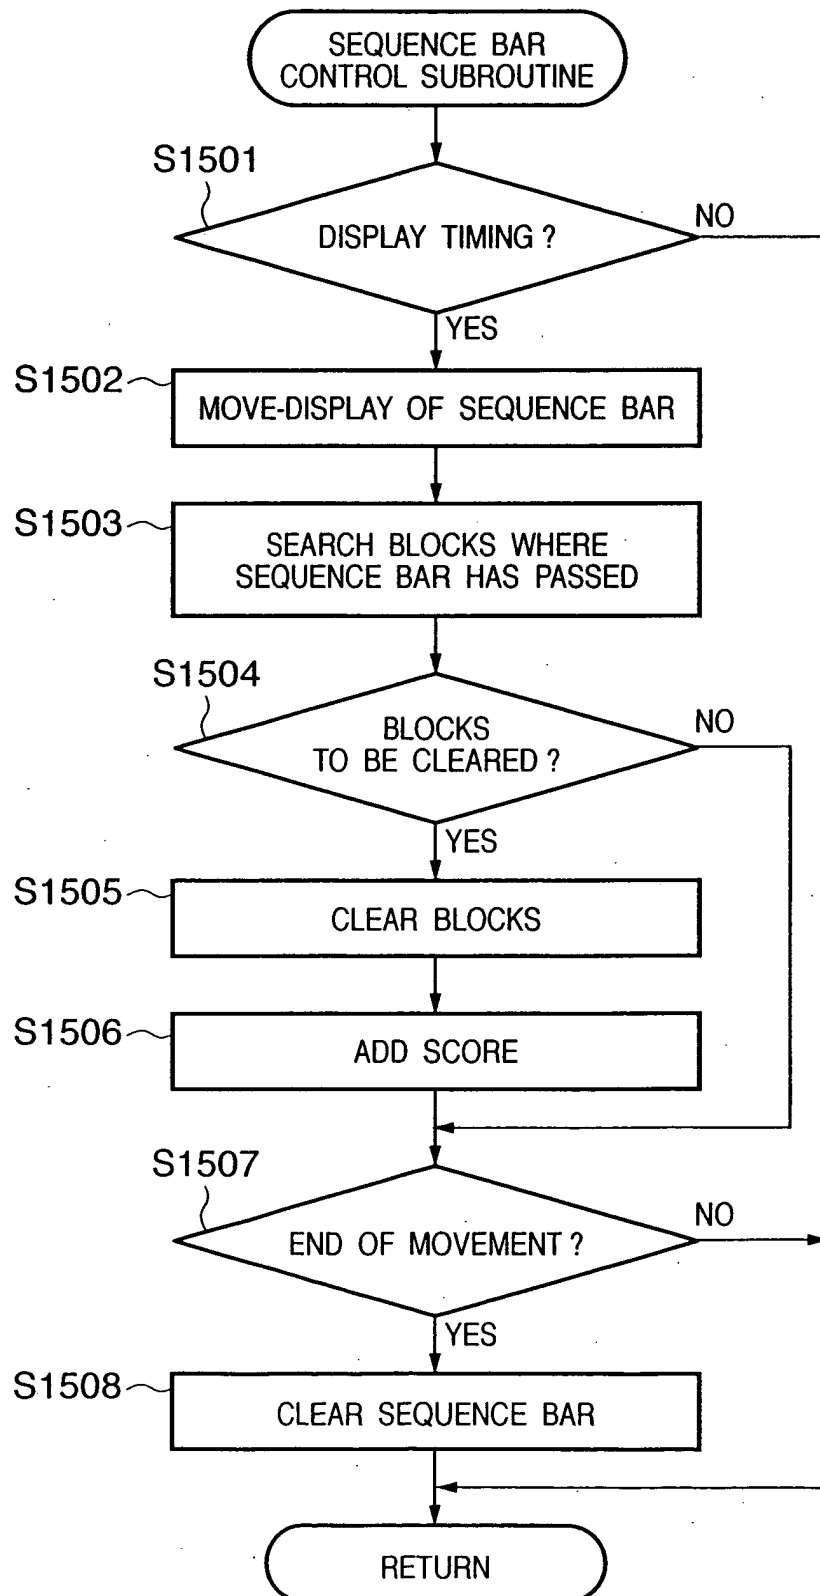 SEQUENCE BAR
CONTROL SUBROUTINE
S1501
DISPLAY TIMING?
NO
YES
S1502
MOVE-DISPLAY OF SEQUENCE BAR
S1503
SEARCH BLOCKS WHERE
SEQUENCE BAR HAS PASSED
S1504
BLOCKS
TO BE CLEARED?
NO
YES
S1505
CLEAR BLOCKS
S1506
ADD SCORE
S1507
END OF MOVEMENT?
NO
YES
S1508
CLEAR SEQUENCE BAR
RETURN